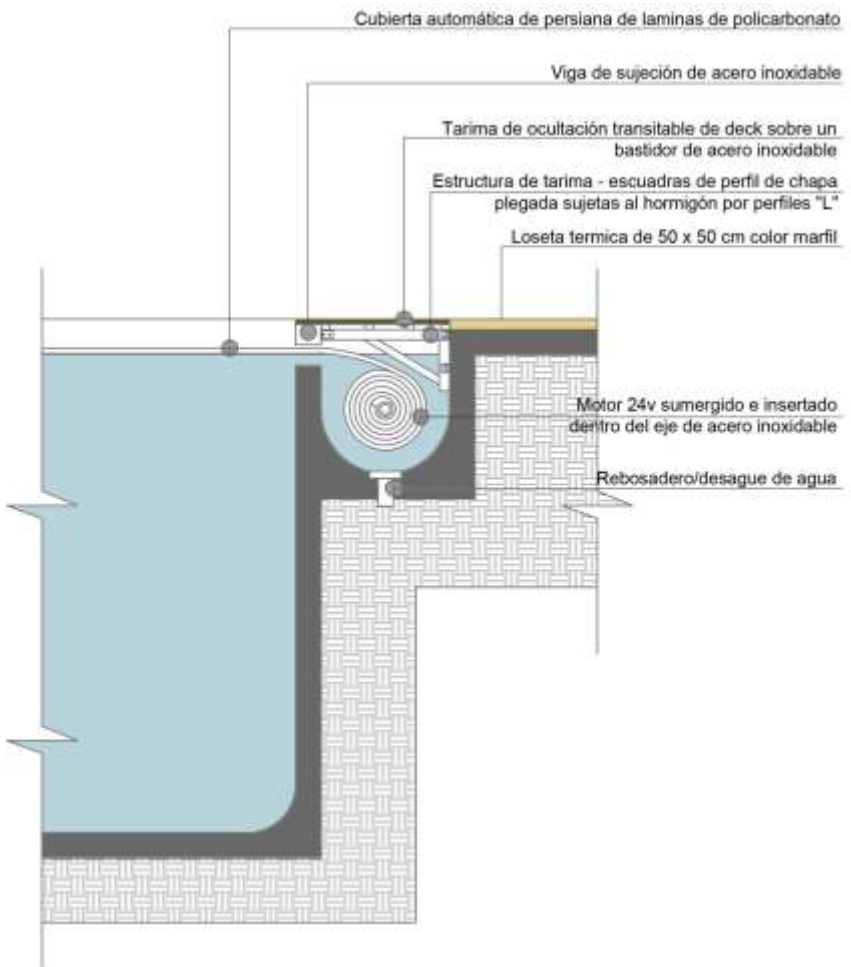 Cubierta automática de persiana de laminas de policarbonato
Viga de sujeción de acero inoxidable
Tarima de ocultación transitable de deck sobre un
bastidor de acero inoxidable
Estructura de tarima - escuadras de perfil de chapa
plegada sujetas al hormigón por perfiles "L"
Loseta termica de 50 x 50 cm color marfil
Motor 24v sumergido e insertado
dentro del eje de acero inoxidable
Rebosadero/desague de agua